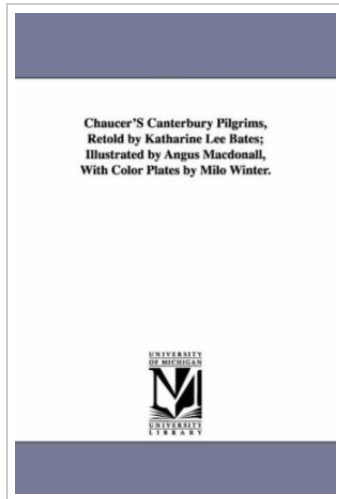 Chaucer'S Canterbury Pilgrims,
Retold by Katharine Lee Bates;
Illustrated by Angus Macdonall,
With Color Plates by Milo Winter.
UNIVERSITY
OF MICHIGAN
M
UNIVERSITY
LIBRARY